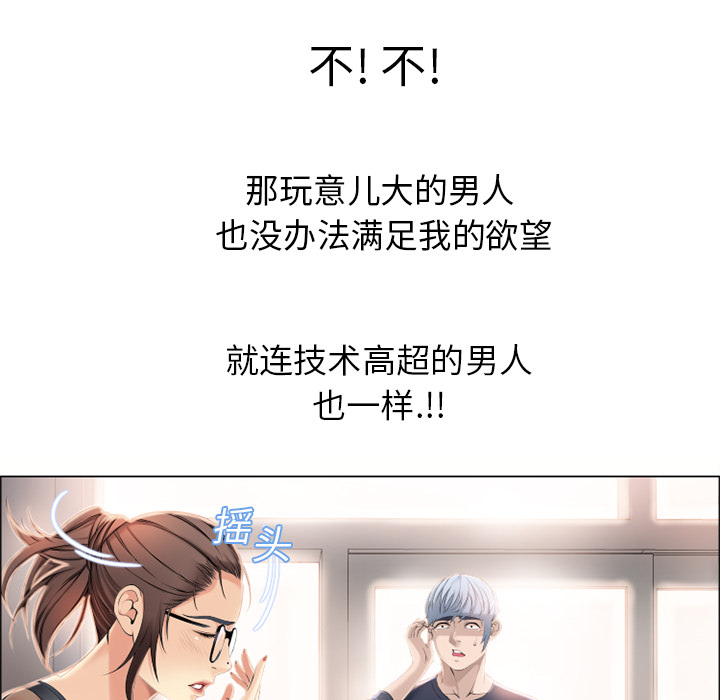 不! 不!
那玩意儿大的男人
也没办法满足我的欲望
就连技术高超的男人
也一样.!!
摇头